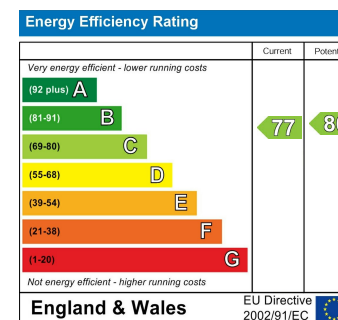 Energy Efficiency Rating
Current
Very energy efficient - lower running costs
(92 plus) A
(81-91) B
(69-80) C
(55-68) D
(39-54) E
(21-38) F
(1-20) G
77
Not energy efficient - higher running costs
England & Wales
EU Directive
2002/91/EC